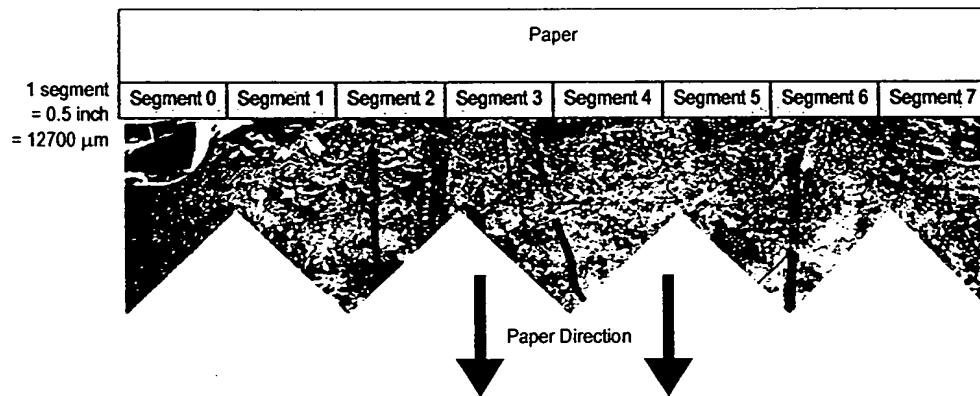 Paper
1 segment
= 0.5 inch
= 12700 μm
Segment 0 Segment 1 Segment 2 Segment 3 Segment 4 Segment 5 Segment 6 Segment 7
Paper Direction